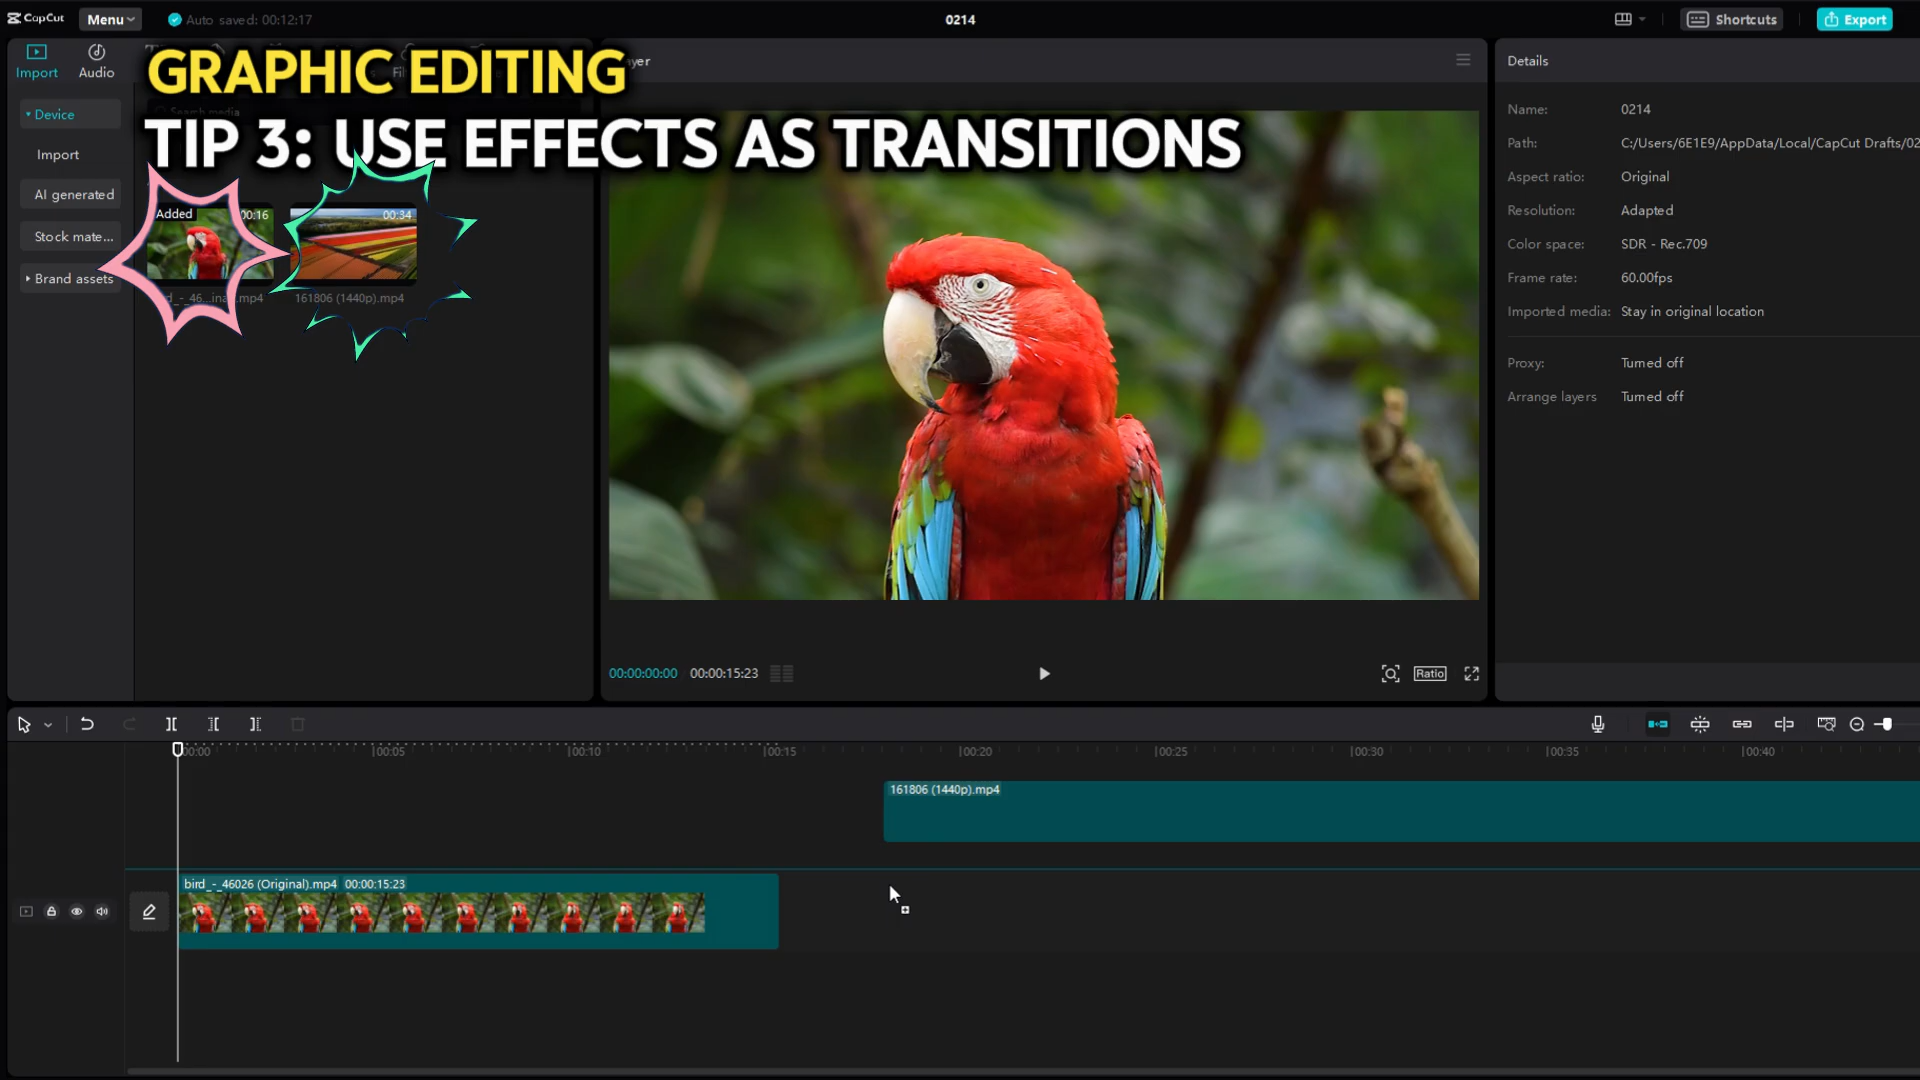 CapCut
Menu
Auto saved: 00:12:17
0214
Shortcuts
Export
Import
Audio
GRAPHIC EDITING
TIP 3: USE EFFECTS AS TRANSITIONS
Details
Device
Search media
Import
AI generated
Stock mate...
Brand assets
Added
00:16
00:34
161806 (1440p).mp4
Name:
0214
Path:
C:/Users/6E1E9/AppData/Local/CapCut Drafts/02
Aspect ratio:
Original
Resolution:
Adapted
Color space:
SDR - Rec.709
Frame rate:
60.00fps
Imported media:
Stay in original location
Proxy:
Turned off
Arrange layers
Turned off
00:00:00:00
00:00:15:23
Ratio
00:00
00:05
00:10
00:15
00:20
00:25
00:30
00:35
00:40
161806 (1440p).mp4
bird_-_46026 (Original).mp4 00:00:15:23